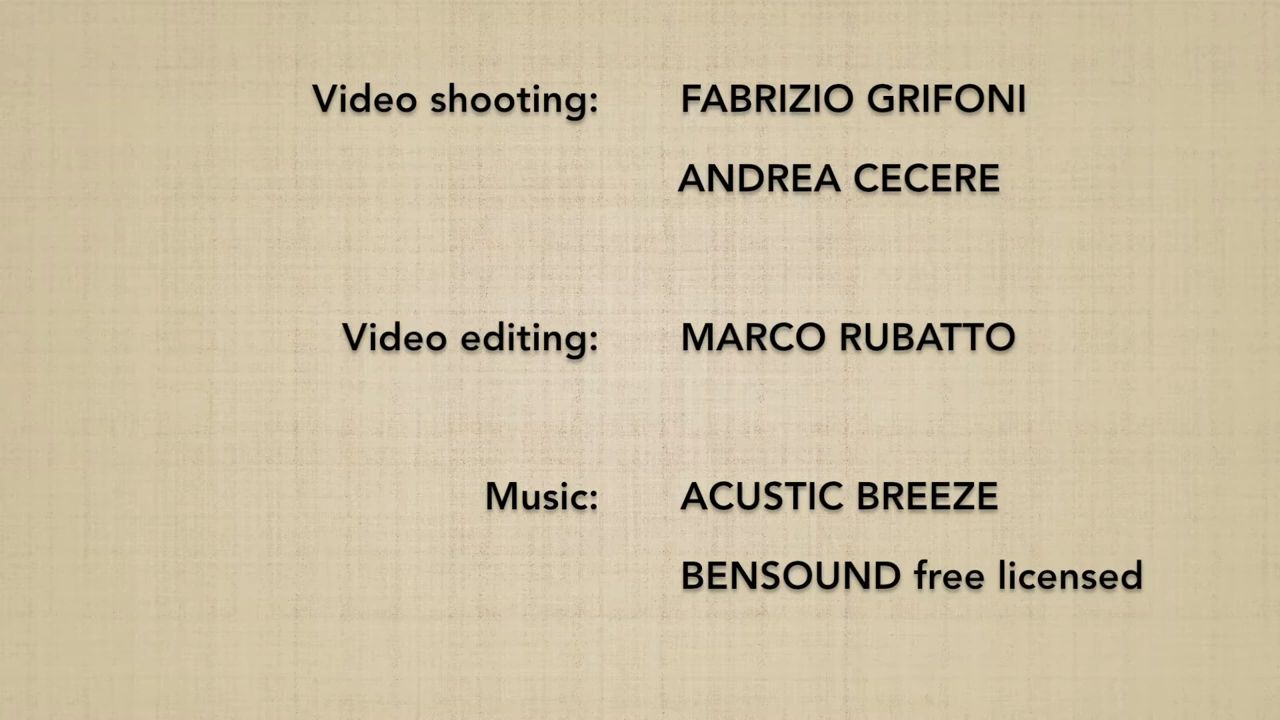 Video shooting: FABRIZIO GRIFONI
ANDREA CECERE
Video editing: MARCO RUBATTO
Music: ACUSTIC BREEZE
BENSOUND free licensed